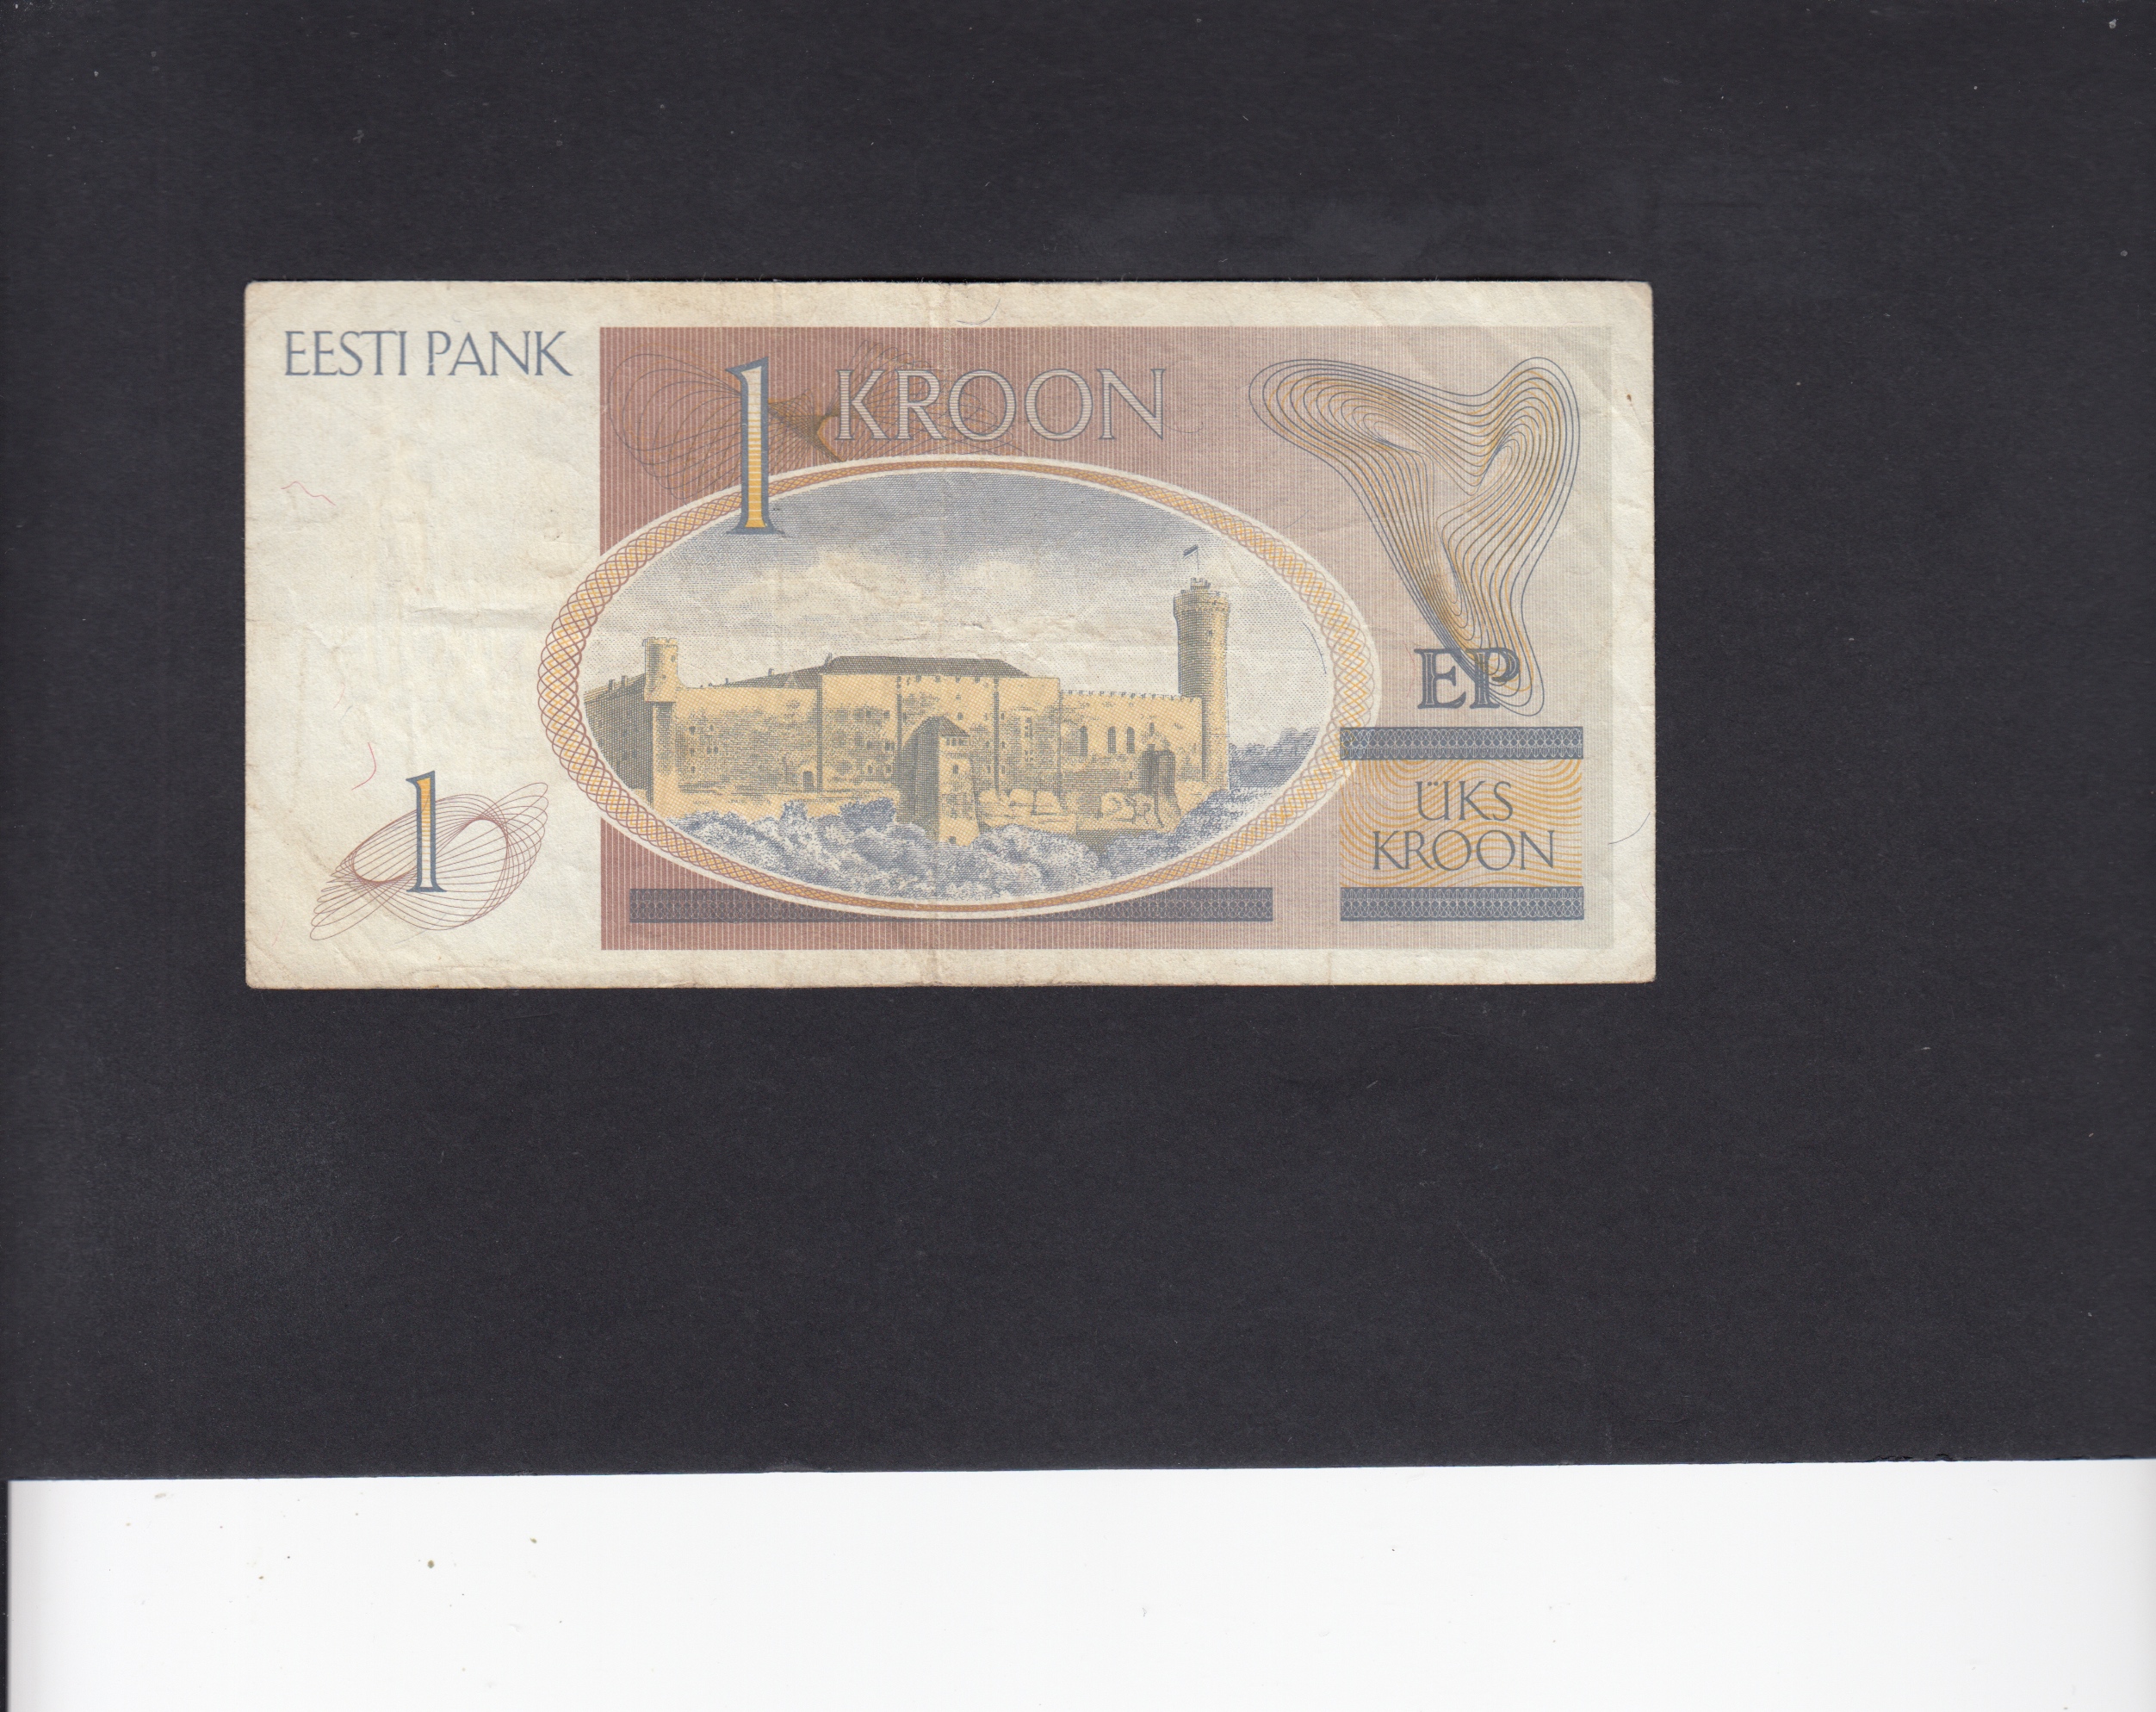 EESTI PANK
1 KROON
EP
ÜKS
KROON
1